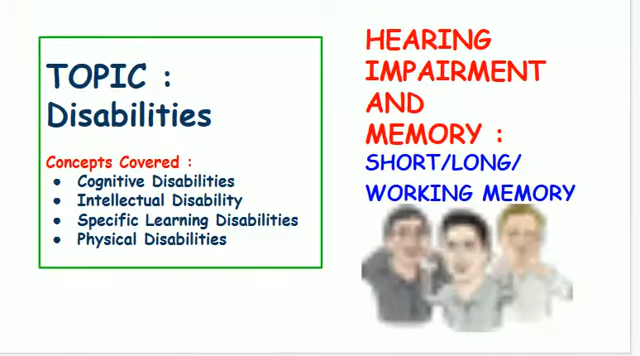 TOPIC :
Disabilities
Concepts Covered :
● Cognitive Disabilities
● Intellectual Disability
● Specific Learning Disabilities
● Physical Disabilities
HEARING
IMPAIRMENT
AND
MEMORY :
SHORT/LONG/
WORKING MEMORY